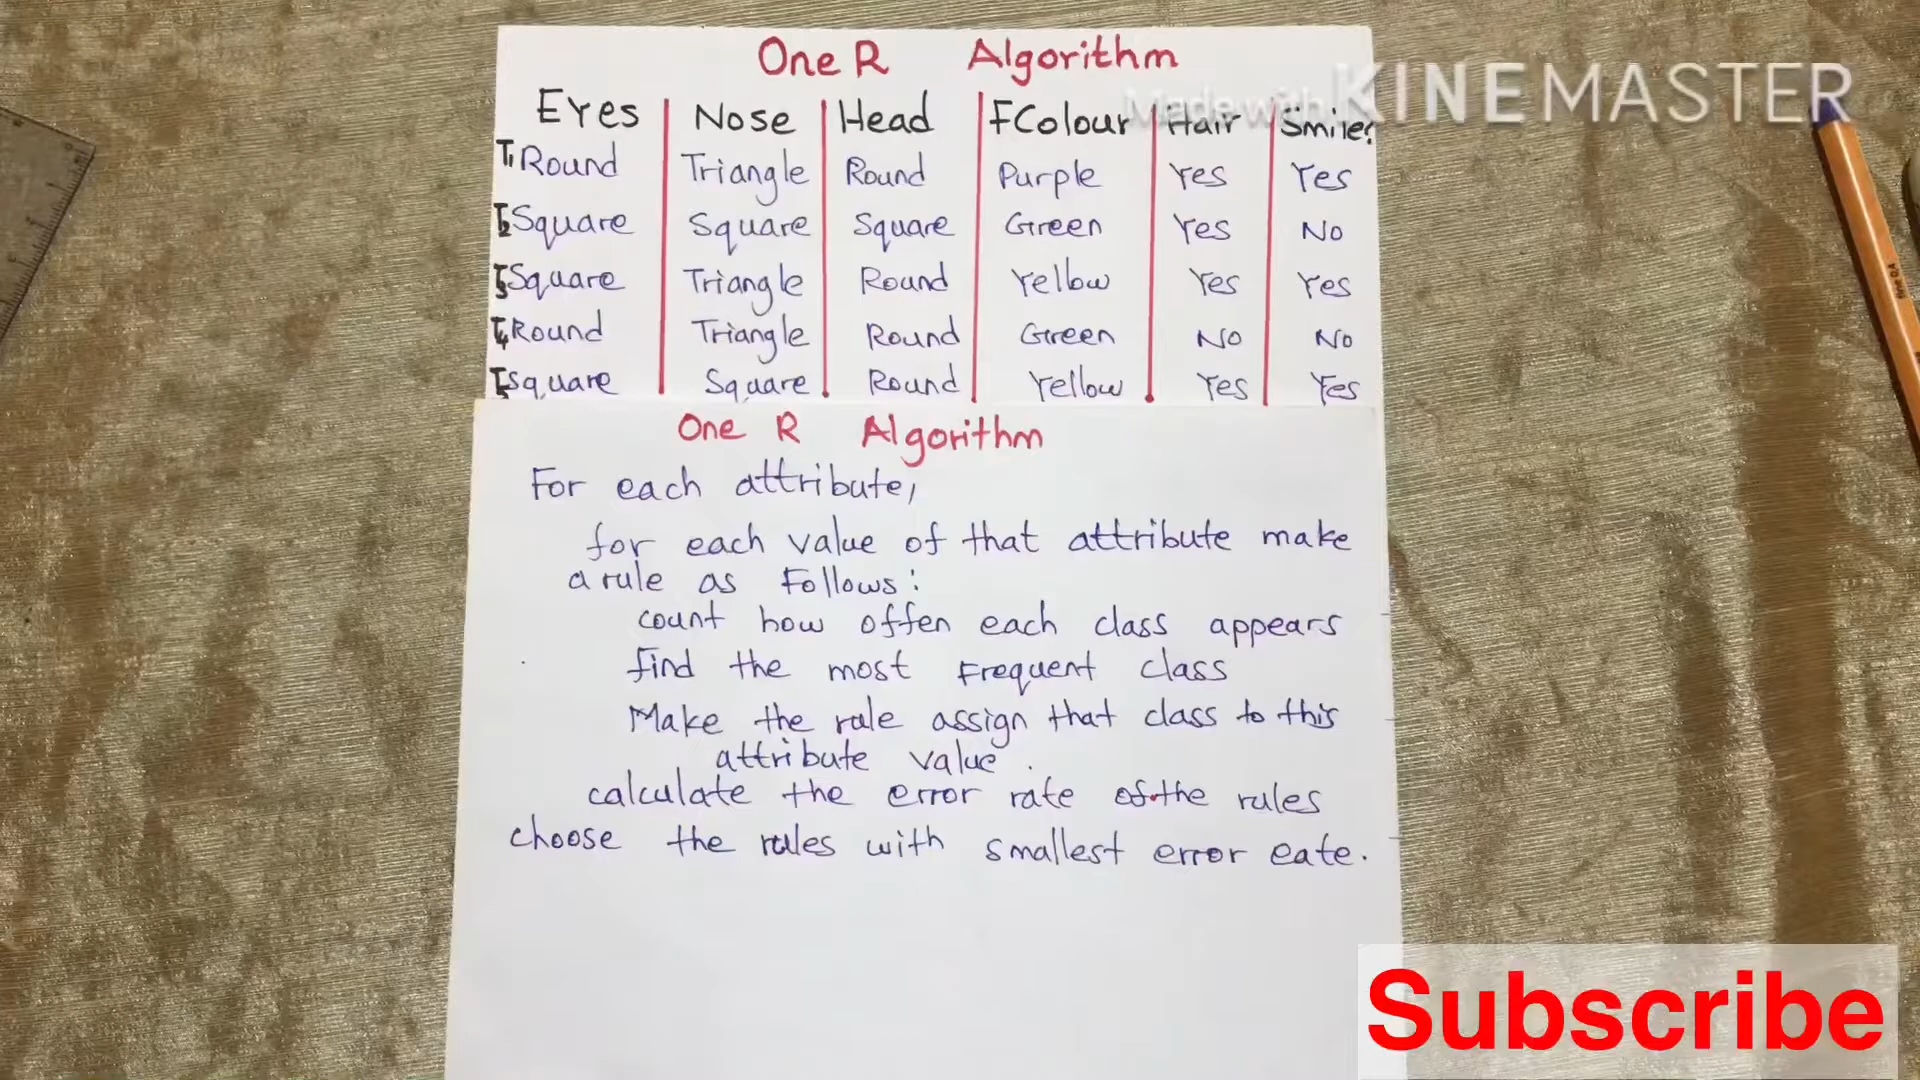 One R Algorithm
Made with KINEMASTER
Eyes Nose Head FColour Hair Smile?
T1 Round Triangle Round Purple Yes Yes
T2 Square Square Square Green Yes No
T3 Square Triangle Round Yellow Yes Yes
T4 Round Triangle Round Green No No
T5 Square Square Round Yellow Yes Yes
One R Algorithm
For each attribute,
for each value of that attribute make
a rule as Follows:
count how offen each class appears
find the most Frequent class
Make the rule assign that class to this
attribute value.
calculate the error rate of the rules
choose the rules with smallest error eate.
Subscribe